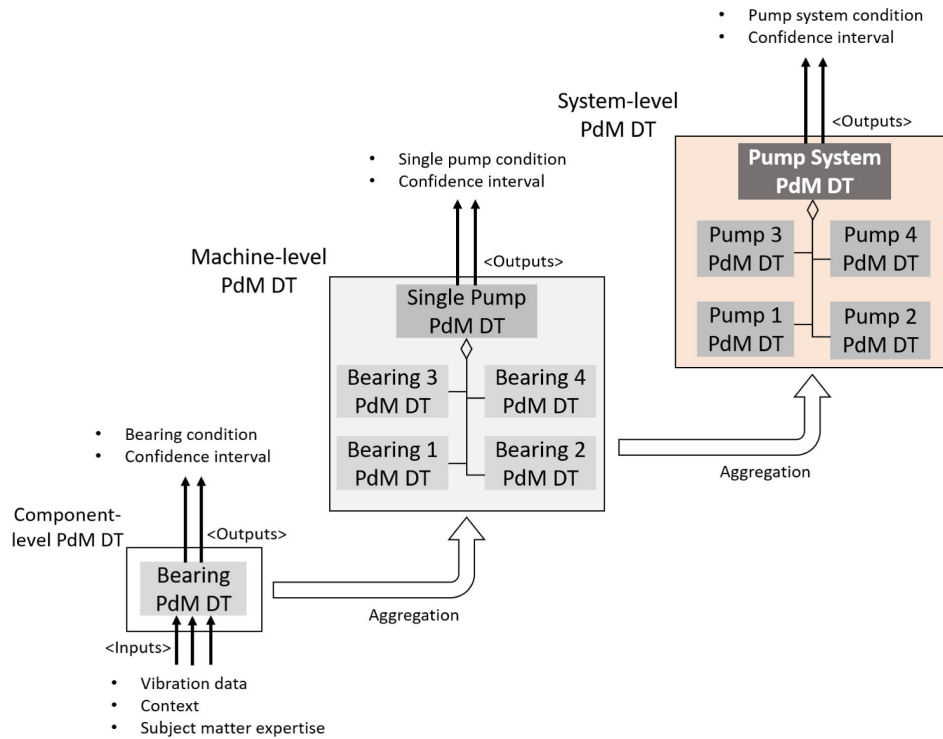 • Pump system condition
• Confidence interval
System-level
PdM DT
<Outputs>
Pump System
PdM DT
Pump 3
PdM DT
Pump 4
PdM DT
Pump 1
PdM DT
Pump 2
PdM DT
• Single pump condition
• Confidence interval
Machine-level
PdM DT
<Outputs>
Single Pump
PdM DT
Bearing 3
PdM DT
Bearing 4
PdM DT
Bearing 1
PdM DT
Bearing 2
PdM DT
Aggregation
• Bearing condition
• Confidence interval
Component-
level PdM DT
<Outputs>
Bearing
PdM DT
Aggregation
<Inputs>
• Vibration data
• Context
• Subject matter expertise